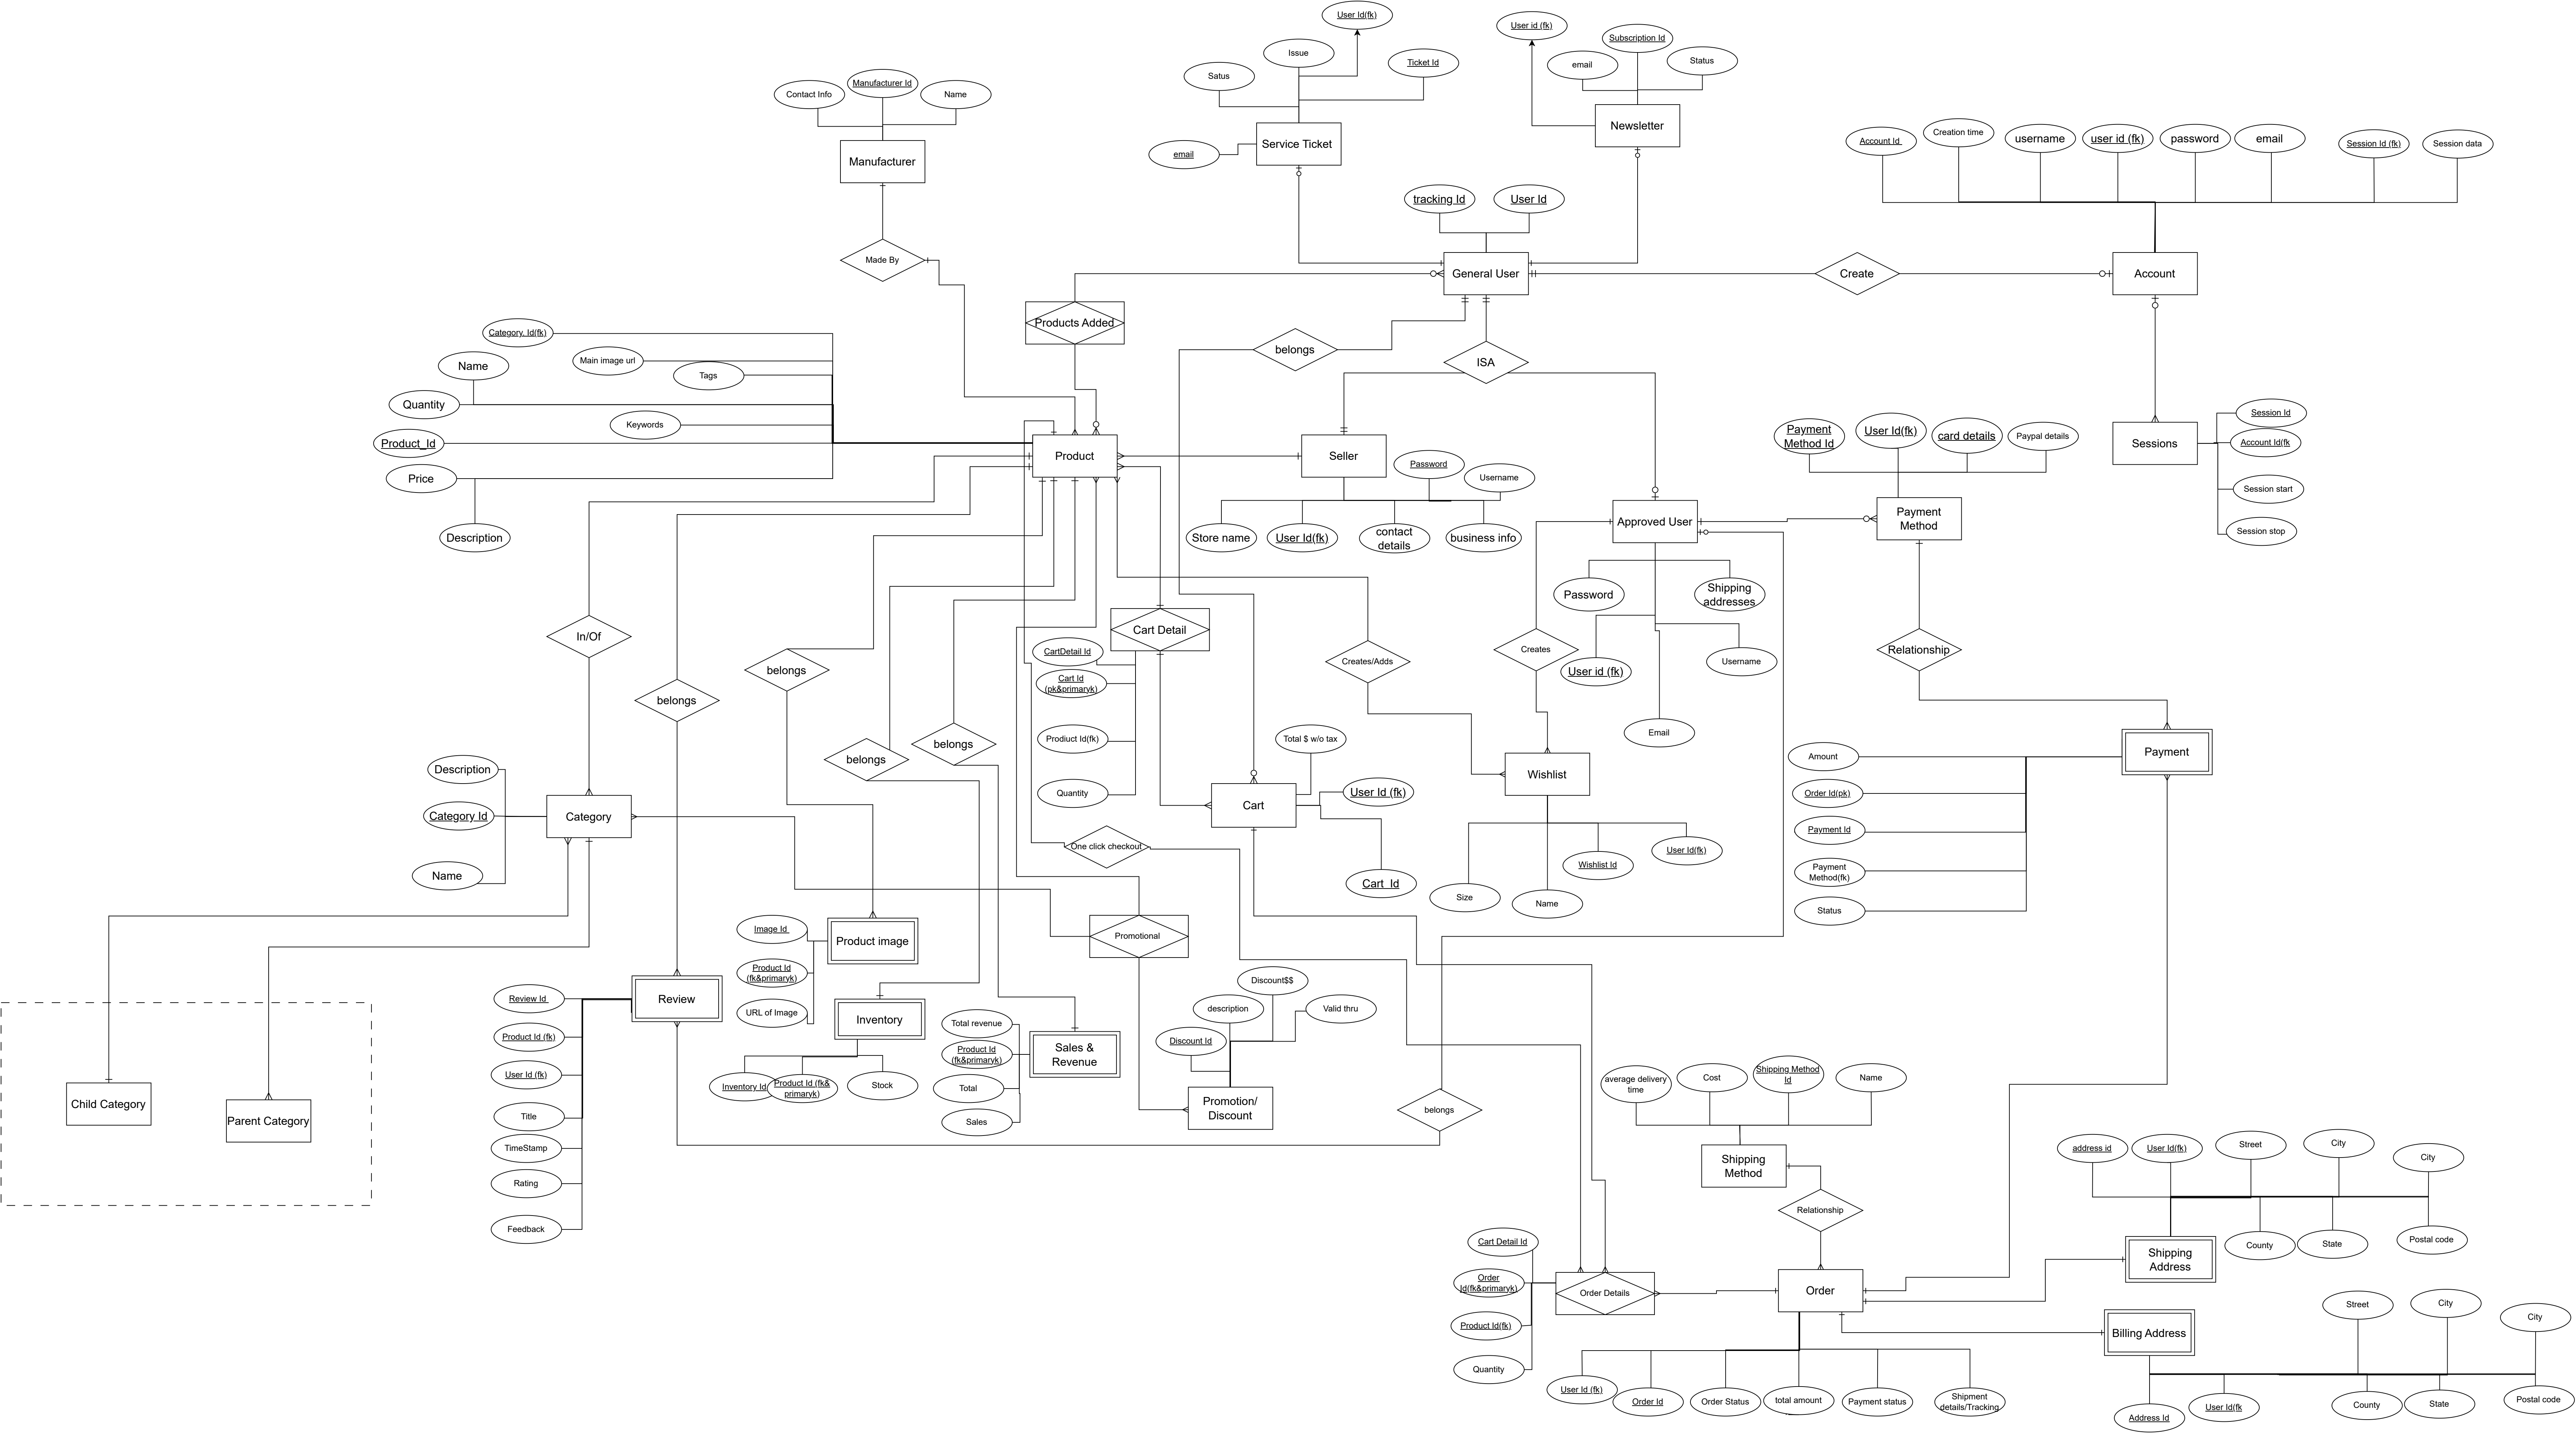 User Id(fk)
User id (fk)
Subscription Id
Issue
Status
Ticket Id
email
Satus
Manufacturer Id
Contact Info
Name
Newsletter
Service Ticket
email
Manufacturer
Account Id
Creation time
username
user id (fk)
password
email
Session Id (fk)
Session data
tracking Id
User Id
Made By
General User
Create
Account
Products Added
Category, Id(fk)
belongs
Main image url
ISA
Name
Tags
Quantity
Keywords
Product_Id
Product
Seller
Password
Username
Price
Description
Store name
User Id(fk)
contact
details
business info
Approved User
Payment
Method Id
User Id(fk)
card details
Paypal details
Payment
Method
Sessions
Session Id
Account Id(fk
Session start
Session stop
Password
Shipping
addresses
In/Of
Cart Detail
CartDetail Id
Cart Id
(pk&primaryk)
Creates/Adds
Creates
User id (fk)
Username
Relationship
belongs
belongs
belongs
belongs
Prodiuct Id(fk)
Total $ w/o tax
Email
Payment
Quantity
Cart
User Id (fk)
Wishlist
Amount
Order Id(pk)
Payment Id
Payment
Method(fk)
Status
Description
Category Id
Category
Name
One click checkout
Cart_Id
Size
Name
Wishlist Id
User Id(fk)
Image Id
Product Id
(fk&primaryk)
URL of Image
Product image
Promotional
Review
Review Id
Product Id (fk)
User Id (fk)
Title
TimeStamp
Rating
Feedback
Inventory
Inventory Id
Product Id (fk&
primaryk)
Stock
Total revenue
Product Id
(fk&primaryk)
Total
Sales
Sales &
Revenue
Discount$$
description
Valid thru
Discount Id
Promotion/
Discount
belongs
Child Category
Parent Category
average delivery
time
Cost
Shipping Method
Id
Name
Shipping
Method
Relationship
address id
User Id(fk)
Street
City
City
County
State
Postal code
Shipping
Address
Cart Detail Id
Order
Id(fk&primaryk)
Product Id(fk)
Quantity
Order Details
Order
Billing Address
Street
City
City
User Id (fk)
Order Id
Order Status
total amount
Payment status
Shipment
details/Tracking
Address Id
User Id(fk
County
State
Postal code